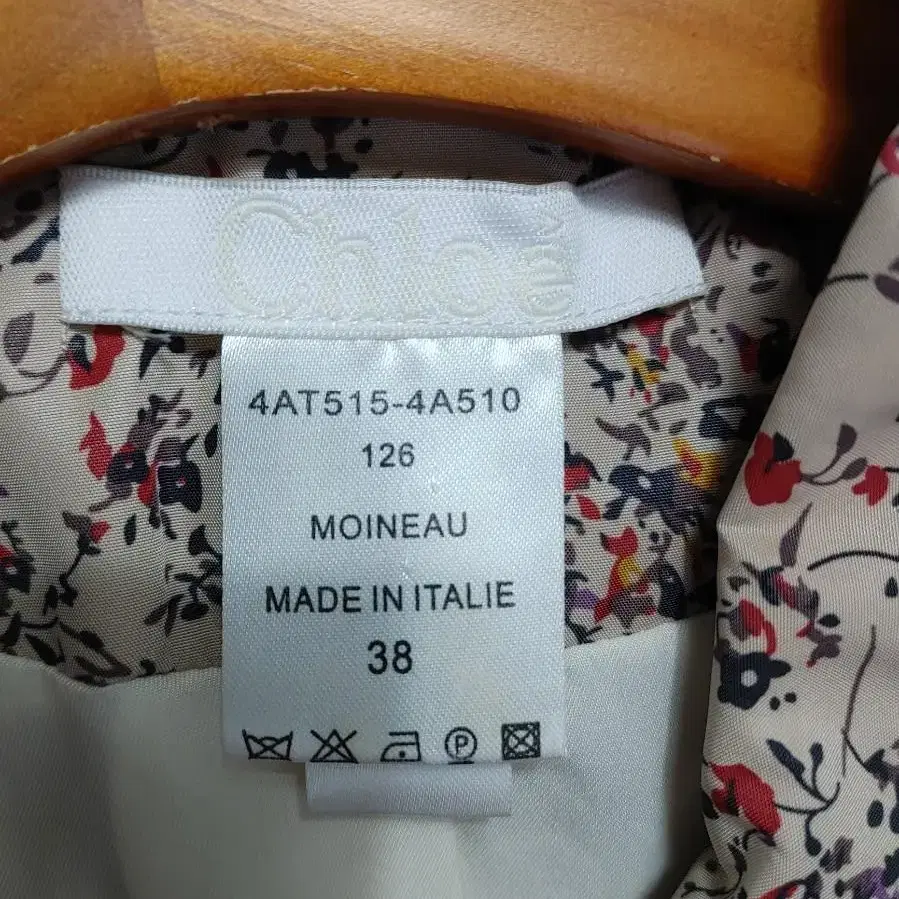 Chloé
4AT515-4A510
126
MOINEAU
MADE IN ITALIE
38
P